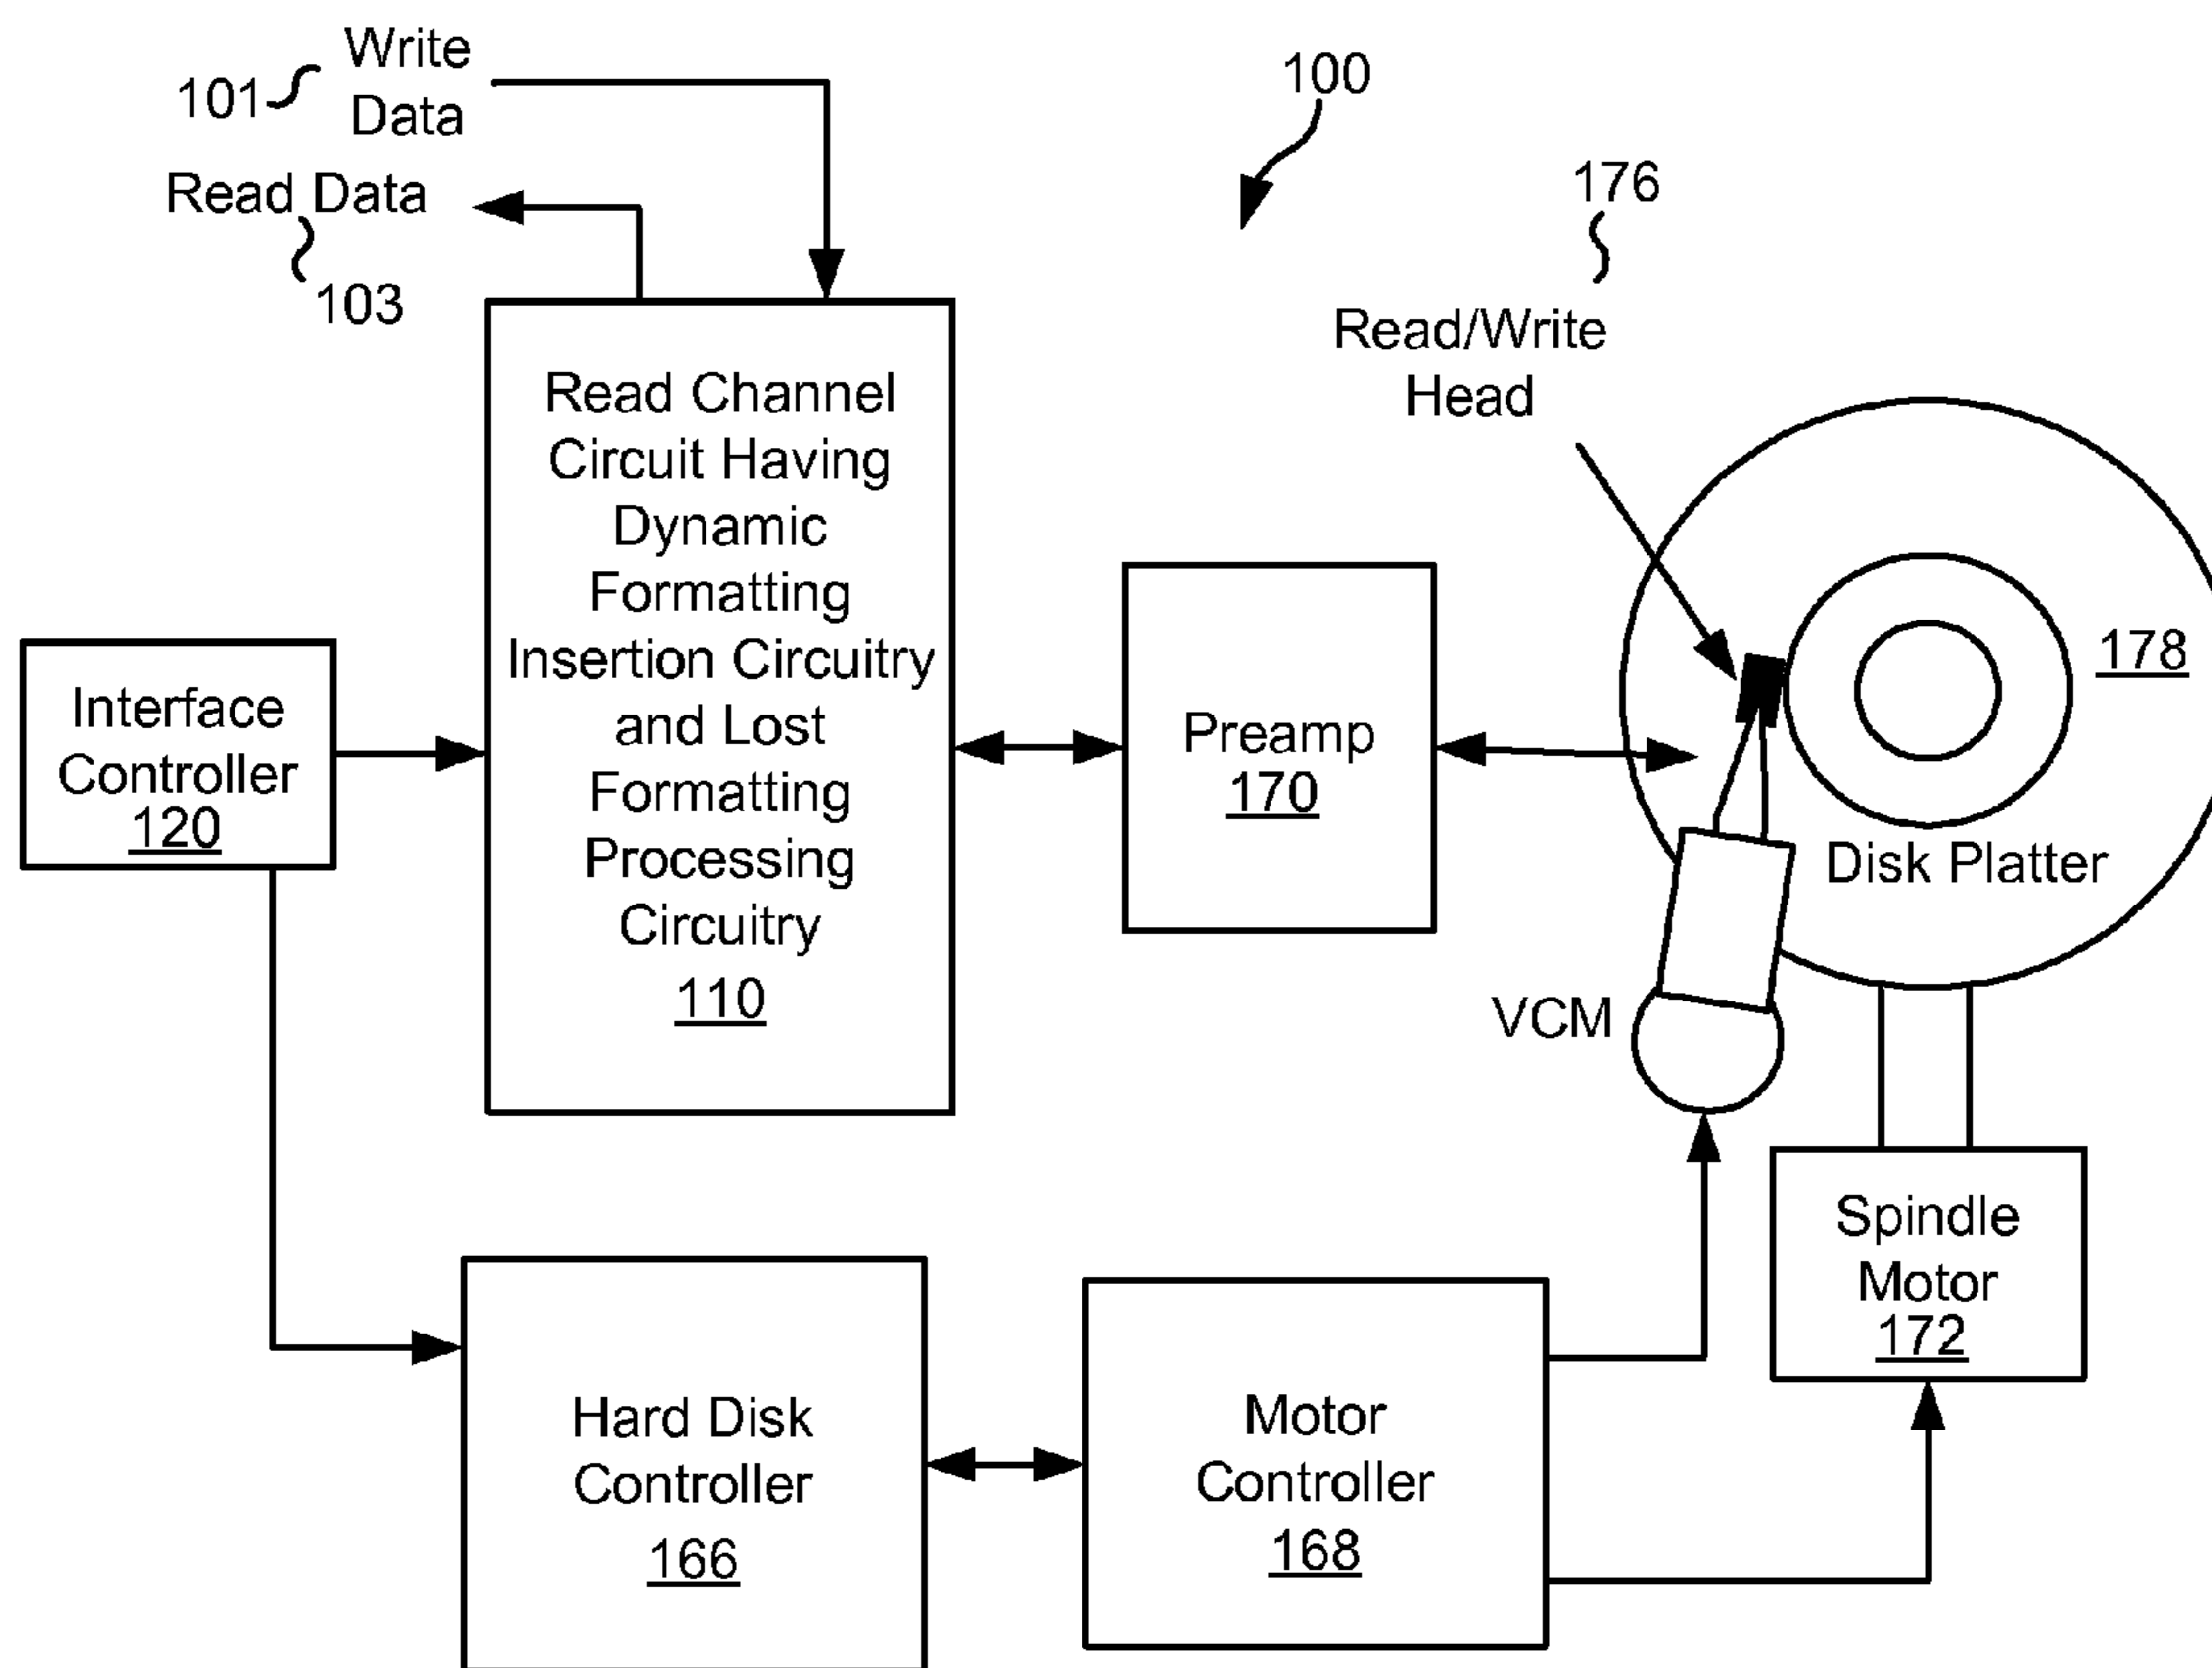 Write
Data
101
Read Data
103
100
176
Read/Write
Head
Read Channel
Circuit Having
Dynamic
Formatting
Insertion Circuitry
and Lost
Formatting
Processing
Circuitry
110
Interface
Controller
120
Preamp
170
178
Disk Platter
VCM
Spindle
Motor
172
Hard Disk
Controller
166
Motor
Controller
168